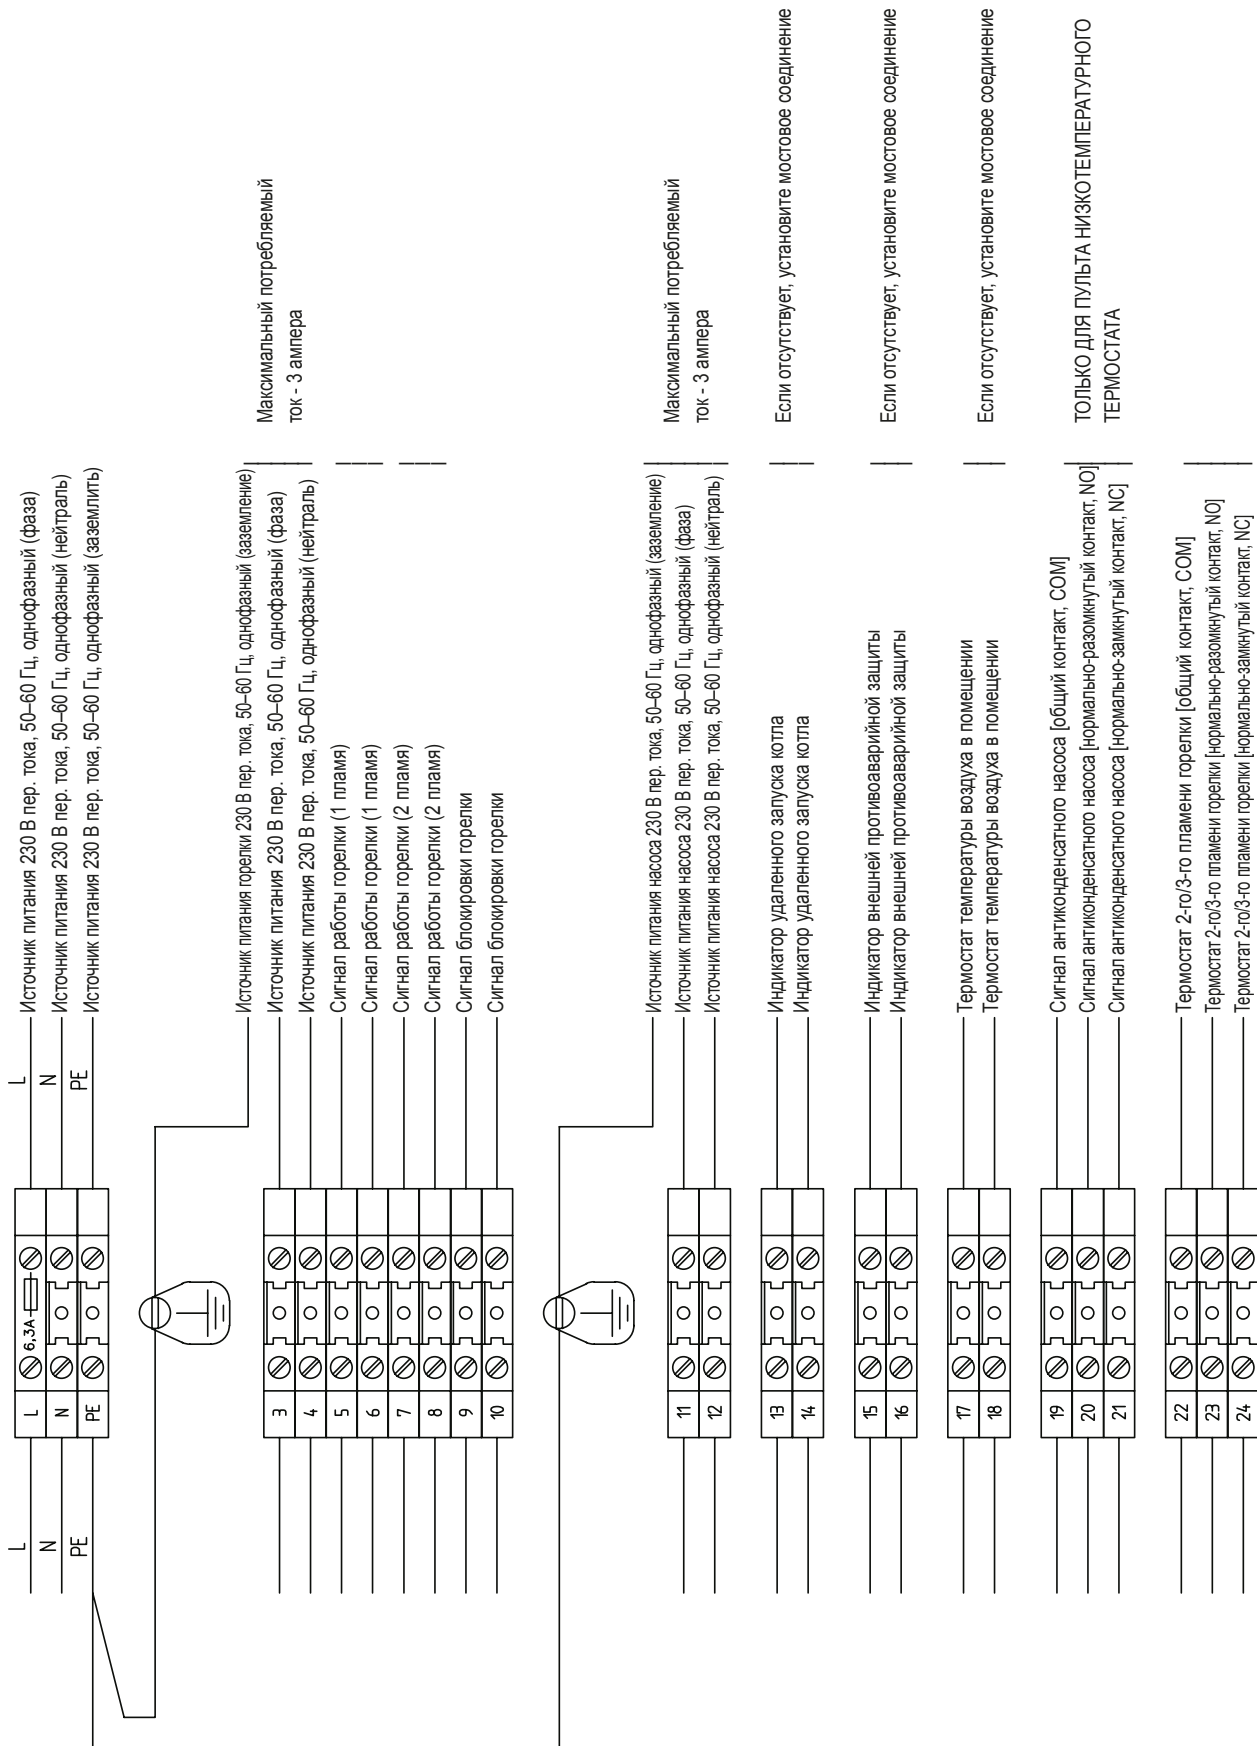 L
N
PE
L
6,3A
N
PE
L
N
PE
Источник питания 230 В пер. тока, 50–60 Гц, однофазный (фаза)
Источник питания 230 В пер. тока, 50–60 Гц, однофазный (нейтраль)
Источник питания 230 В пер. тока, 50–60 Гц, однофазный (заземлить)
Источник питания горелки 230 В пер. тока, 50–60 Гц, однофазный (заземление)
3
Источник питания 230 В пер. тока, 50–60 Гц, однофазный (фаза)
4
Источник питания 230 В пер. тока, 50–60 Гц, однофазный (нейтраль)
Максимальный потребляемый
ток - 3 ампера
5
Сигнал работы горелки (1 пламя)
6
Сигнал работы горелки (1 пламя)
7
Сигнал работы горелки (2 пламя)
8
Сигнал работы горелки (2 пламя)
9
Сигнал блокировки горелки
10
Сигнал блокировки горелки
Источник питания насоса 230 В пер. тока, 50–60 Гц, однофазный (заземление)
11
Источник питания насоса 230 В пер. тока, 50–60 Гц, однофазный (фаза)
12
Источник питания насоса 230 В пер. тока, 50–60 Гц, однофазный (нейтраль)
Максимальный потребляемый
ток - 3 ампера
13
Индикатор удаленного запуска котла
14
Индикатор удаленного запуска котла
Если отсутствует, установите мостовое соединение
15
Индикатор внешней противоаварийной защиты
16
Индикатор внешней противоаварийной защиты
Если отсутствует, установите мостовое соединение
17
Термостат температуры воздуха в помещении
18
Термостат температуры воздуха в помещении
Если отсутствует, установите мостовое соединение
19
Сигнал антиконденсатного насоса [общий контакт, COM]
20
Сигнал антиконденсатного насоса [нормально-разомкнутый контакт, NO]
21
Сигнал антиконденсатного насоса [нормально-замкнутый контакт, NC]
ТОЛЬКО ДЛЯ ПУЛЬТА НИЗКОТЕМПЕРАТУРНОГО
ТЕРМОСТАТА
22
Термостат 2-го/3-го пламени горелки [общий контакт, COM]
23
Термостат 2-го/3-го пламени горелки [нормально-разомкнутый контакт, NO]
24
Термостат 2-го/3-го пламени горелки [нормально-замкнутый контакт, NC]